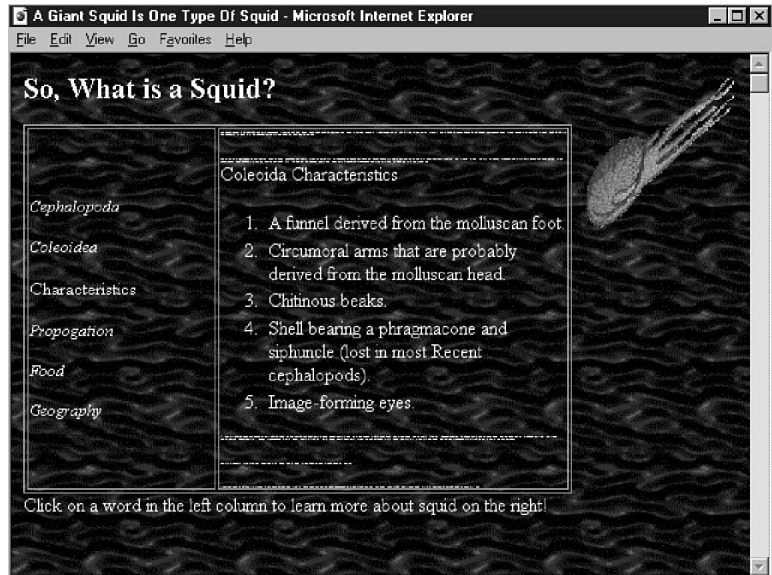 A Giant Squid Is One Type Of Squid - Microsoft Internet Explorer
File Edit View Go Favorites Help
So, What is a Squid?
Cephalopoda
Coleoidea
Characteristics
Propogation
Food
Geography
Coleoida Characteristics
1. A funnel derived from the molluscan foot.
2. Circumoral arms that are probably
derived from the molluscan head.
3. Chitinous beaks.
4. Shell bearing a phragmacone and
siphuncle (lost in most Recent
cephalopods).
5. Image-forming eyes.
Click on a word in the left column to learn more about squid on the right!